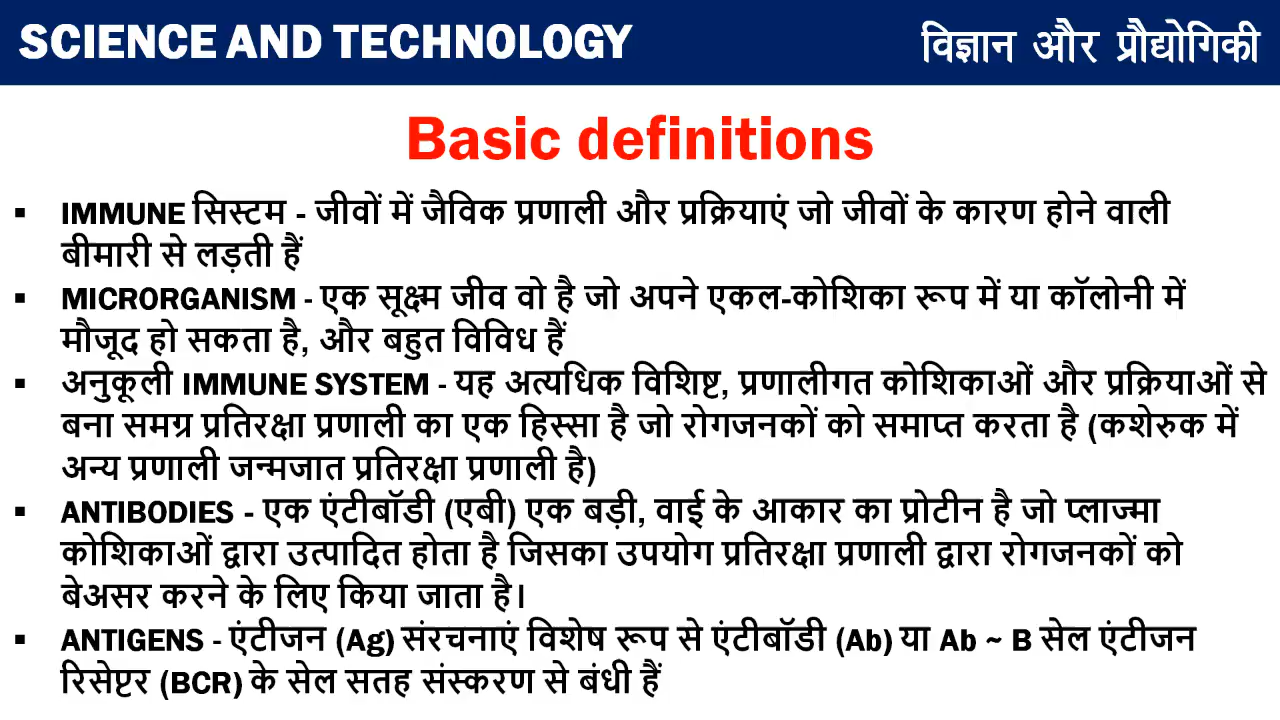 SCIENCE AND TECHNOLOGY
विज्ञान और प्रौद्योगिकी
Basic definitions
▪ IMMUNE सिस्टम - जीवों में जैविक प्रणाली और प्रक्रियाएं जो जीवों के कारण होने वाली
बीमारी से लड़ती हैं
▪ MICRORGANISM - एक सूक्ष्म जीव वो है जो अपने एकल-कोशिका रूप में या कॉलोनी में
मौजूद हो सकता है, और बहुत विविध हैं
▪ अनुकूली IMMUNE SYSTEM - यह अत्यधिक विशिष्ट, प्रणालीगत कोशिकाओं और प्रक्रियाओं से
बना समग्र प्रतिरक्षा प्रणाली का एक हिस्सा है जो रोगजनकों को समाप्त करता है (कशेरुक में
अन्य प्रणाली जन्मजात प्रतिरक्षा प्रणाली है)
▪ ANTIBODIES - एक एंटीबॉडी (एबी) एक बड़ी, वाई के आकार का प्रोटीन है जो प्लाज्मा
कोशिकाओं द्वारा उत्पादित होता है जिसका उपयोग प्रतिरक्षा प्रणाली द्वारा रोगजनकों को
बेअसर करने के लिए किया जाता है।
▪ ANTIGENS - एंटीजन (Ag) संरचनाएं विशेष रूप से एंटीबॉडी (Ab) या Ab ~ B सेल एंटीजन
रिसेप्टर (BCR) के सेल सतह संस्करण से बंधी हैं